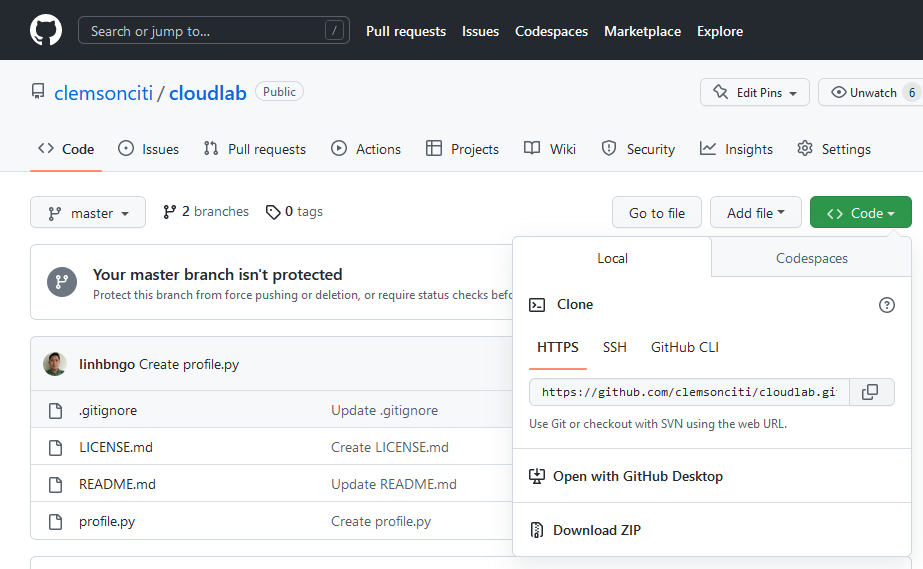 Search or jump to... / Pull requests Issues Codespaces Marketplace Explore
clemsonciti / cloudlab Public Edit Pins Unwatch 6
Code Issues Pull requests Actions Projects Wiki Security Insights Settings
master 2 branches 0 tags Go to file Add file Code
Local Codespaces
Your master branch isn't protected
Protect this branch from force pushing or deletion, or require status checks
Clone ?
HTTPS SSH GitHub CLI
linhbngo Create profile.py
https://github.com/clemsonciti/cloudlab.gi
.gitignore Update .gitignore
Use Git or checkout with SVN using the web URL.
LICENSE.md Create LICENSE.md
Open with GitHub Desktop
README.md Update README.md
profile.py Create profile.py
Download ZIP